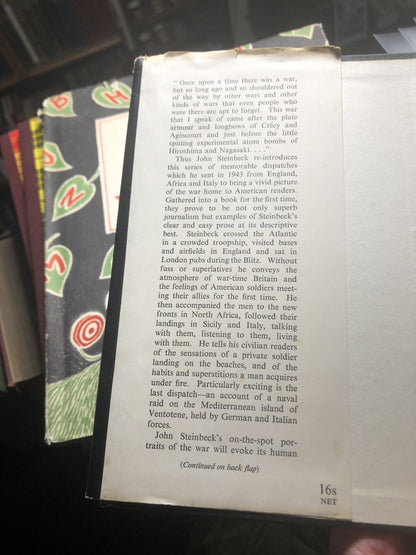 " Once upon a time there was a war,
but so long ago and so shouldered out
of the way by other wars and other
kinds of wars that even people who
were there are apt to forget. This war
that I speak of came after the plate
armour and longbows of Crécy and
Agincourt and just before the little
spitting experimental atom bombs of
Hiroshima and Nagasaki. . . ."
Thus John Steinbeck re-introduces
this series of memorable dispatches
which he sent in 1943 from England,
Africa and Italy to bring a vivid picture
of the war home to American readers.
Gathered into a book for the first time,
they prove to be not only superb
journalism but examples of Steinbeck's
clear and easy prose at its descriptive
best. Steinbeck crossed the Atlantic
in a crowded troopship, visited bases
and airfields in England and sat in
London pubs during the Blitz. Without
fuss or superlatives he conveys the
atmosphere of war-time Britain and
the feelings of American soldiers meet-
ing their allies for the first time. He
then accompanied the men to the new
fronts in North Africa, followed their
landings in Sicily and Italy, talking
with them, listening to them, living
with them. He tells his civilian readers
of the sensations of a private soldier
landing on the beaches, and of the
habits and superstitions a man acquires
under fire. Particularly exciting is the
last dispatch—an account of a naval
raid on the Mediterranean island of
Ventotene, held by German and Italian
forces.
John Steinbeck's on-the-spot por-
traits of the war will evoke its human
(Continued on back flap)
16s
NET